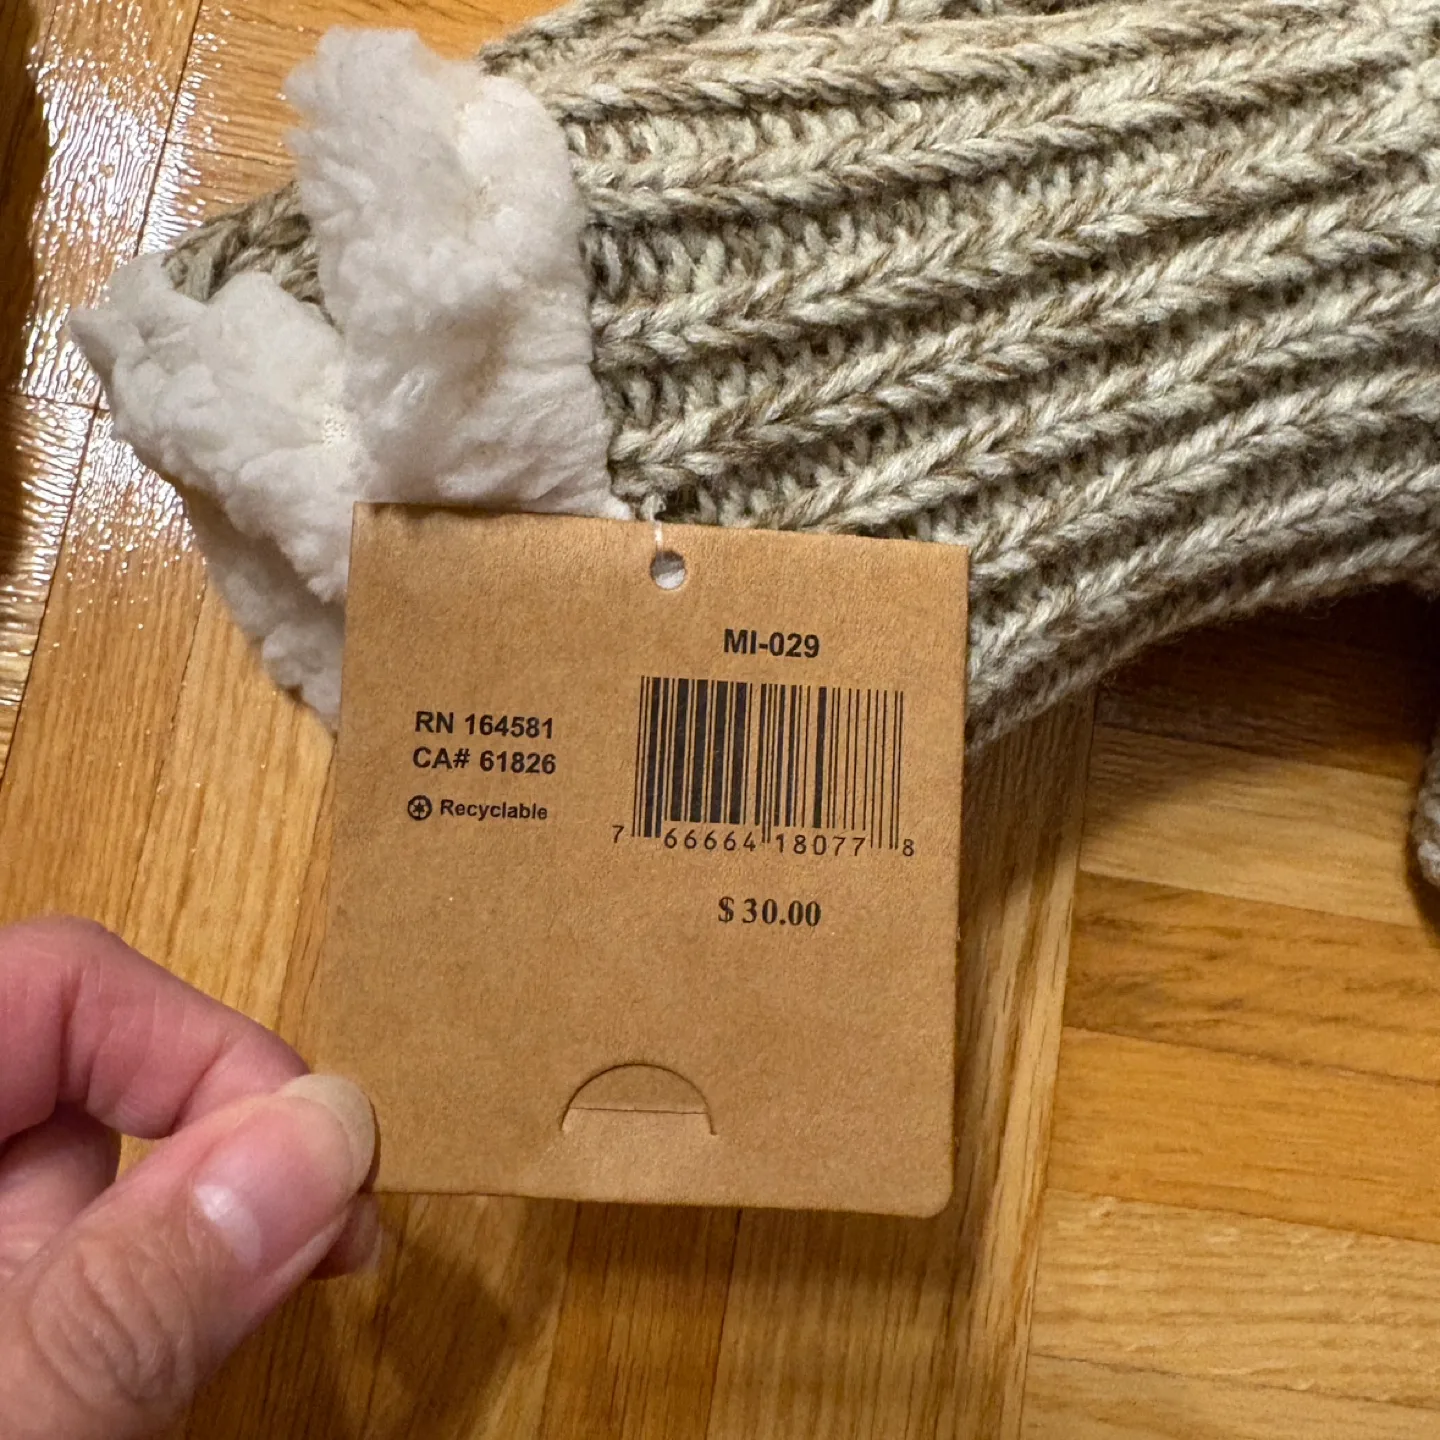 MI-029
RN 164581
CA# 61826
Recyclable
7 66664 18077 8
$ 30.00